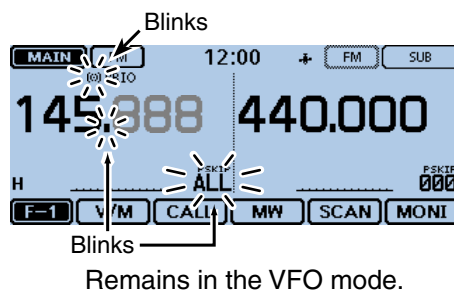 Blinks
MAIN FM 12:00 FM SUB
PRIO
145.888 440.000
PSKIP PSKIP
H ALL 000
F-1 V/M CALL MW SCAN MONI
Blinks
Remains in the VFO mode.